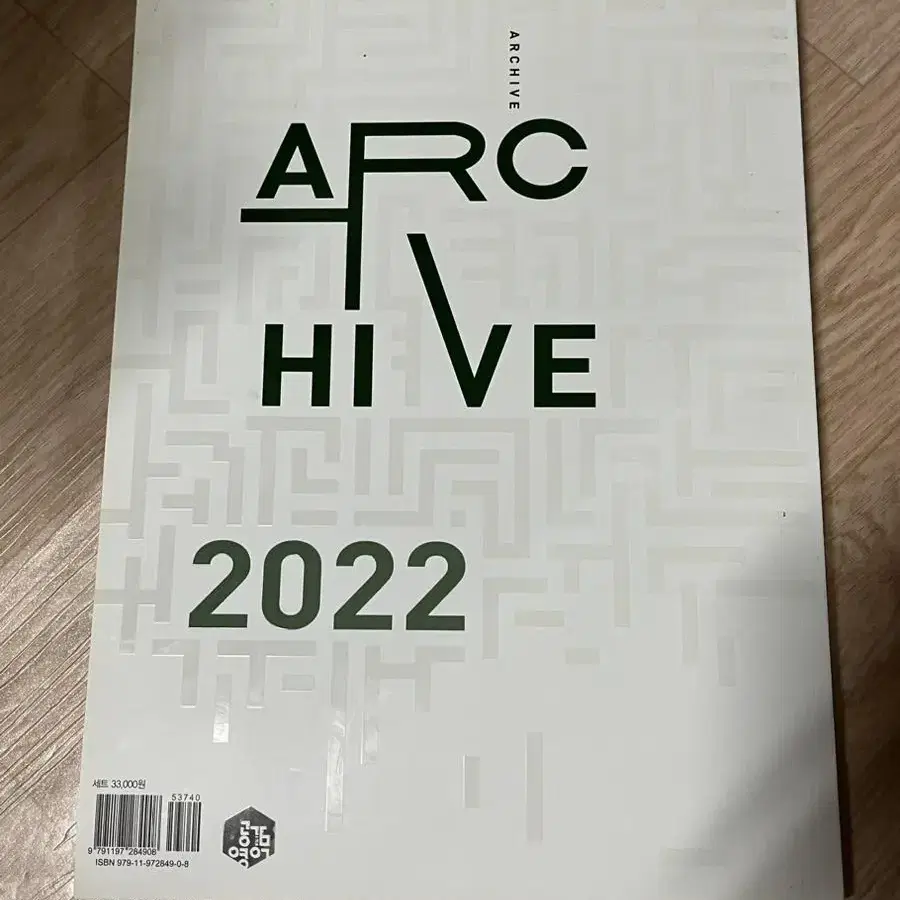 ARCHIVE
ARC
HIVE
2022
세트 33,000원
53740
9 791197 284908
ISBN 979-11-972849-0-8